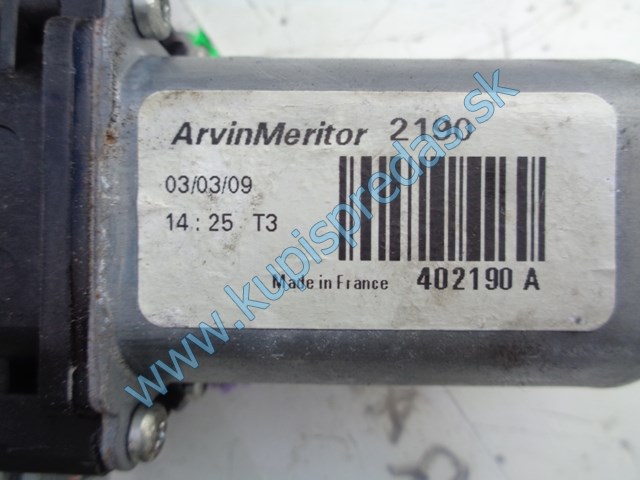 ArvinMeritor 2190
03/03/09
14:25 T3
Made in France 402190 A
www.kupispredas.sk